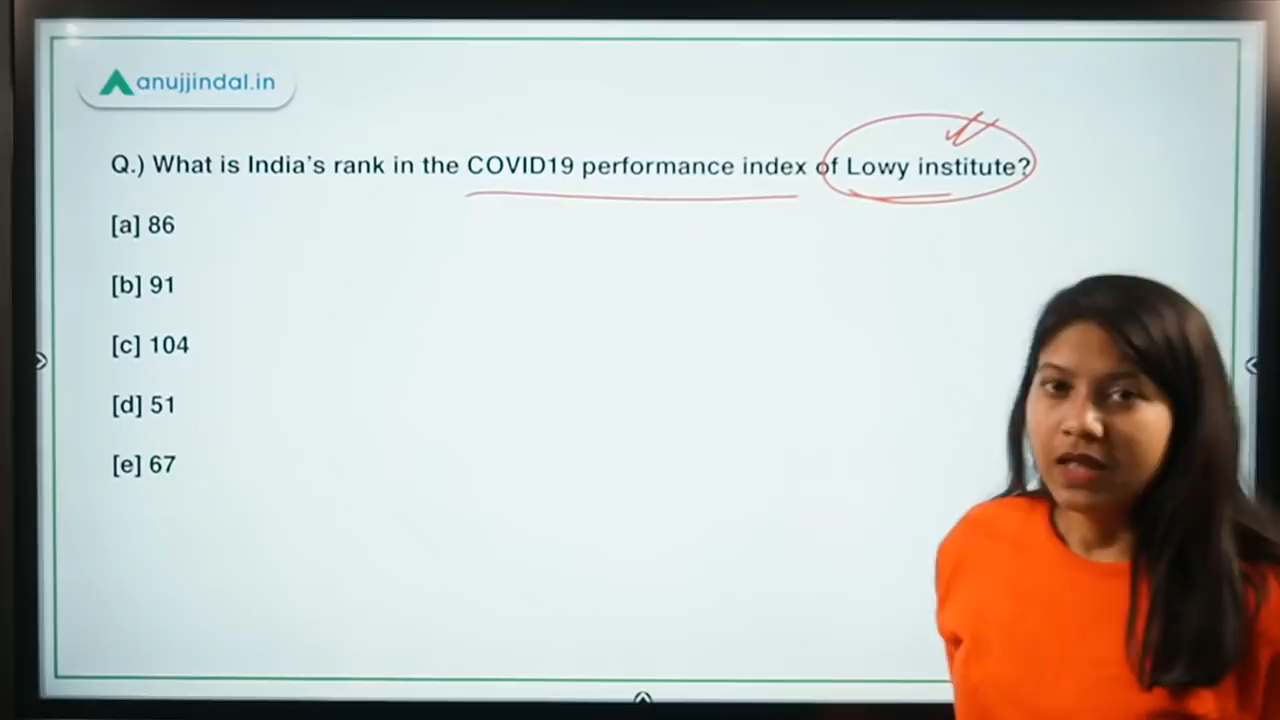 anujjindal.in
Q.) What is India's rank in the COVID19 performance index of Lowy institute?
[a] 86
[b] 91
[c] 104
[d] 51
[e] 67